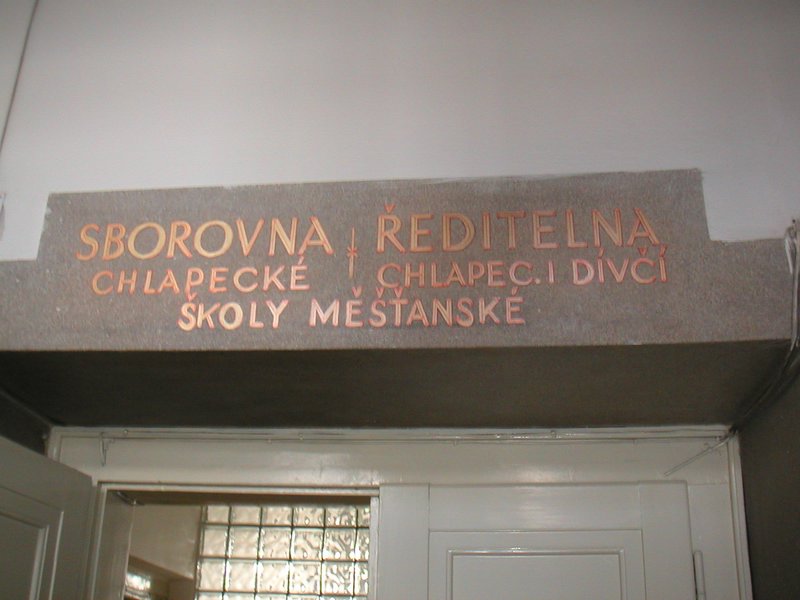 SBOROVNA ŘEDITELNA
CHLAPECKÉ CHLAPEC. I DÍVČÍ
ŠKOLY MĚŠŤANSKÉ